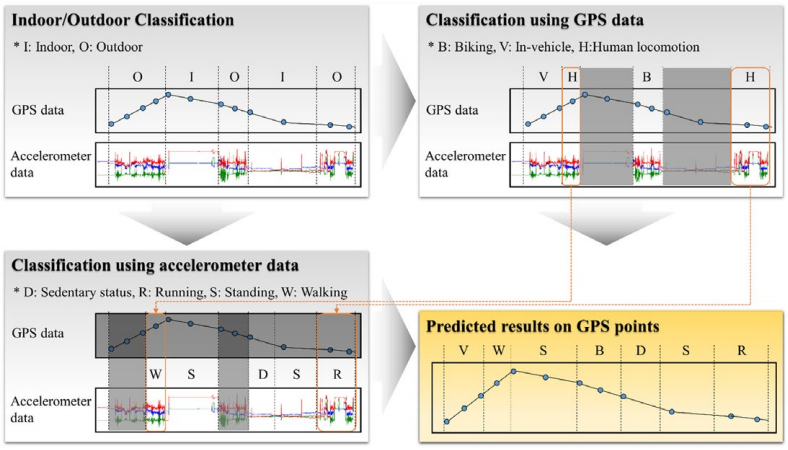 Indoor/Outdoor Classification
* I: Indoor, O: Outdoor
O I O I O
GPS data
Accelerometer
data
Classification using GPS data
* B: Biking, V: In-vehicle, H:Human locomotion
V H B H
GPS data
Accelerometer
data
Classification using accelerometer data
* D: Sedentary status, R: Running, S: Standing, W: Walking
GPS data
W S D S R
Accelerometer
data
Predicted results on GPS points
V W S B D S R